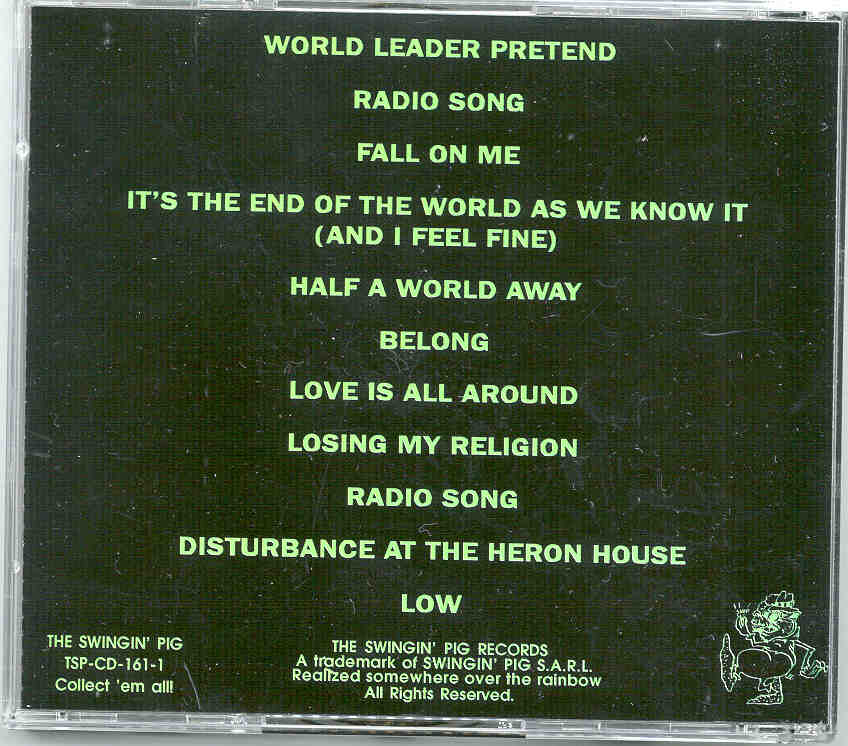 WORLD LEADER PRETEND
RADIO SONG
FALL ON ME
IT'S THE END OF THE WORLD AS WE KNOW IT
(AND I FEEL FINE)
HALF A WORLD AWAY
BELONG
LOVE IS ALL AROUND
LOSING MY RELIGION
RADIO SONG
DISTURBANCE AT THE HERON HOUSE
LOW
THE SWINGIN' PIG
TSP-CD-161-1
Collect 'em all!
THE SWINGIN' PIG RECORDS
A trademark of SWINGIN' PIG S.A.R.L.
Realized somewhere over the rainbow
All Rights Reserved.